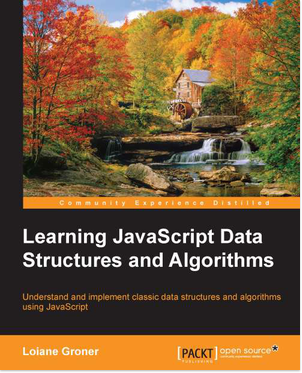 Community Experience Distilled
Learning JavaScript Data
Structures and Algorithms
Understand and implement classic data structures and algorithms
using JavaScript
Loiane Groner
[PACKT] open source*
PUBLISHING